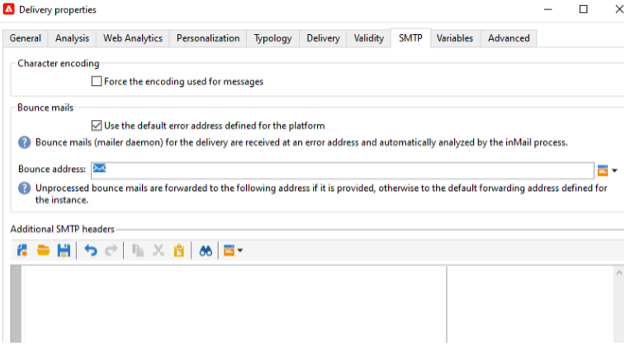 Delivery properties
General Analysis Web Analytics Personalization Typology Delivery Validity SMTP Variables Advanced
Character encoding
Force the encoding used for messages
Bounce mails
Use the default error address defined for the platform
Bounce mails (mailer daemon) for the delivery are received at an error address and automatically analyzed by the inMail process.
Bounce address:
Unprocessed bounce mails are forwarded to the following address if it is provided, otherwise to the default forwarding address defined for
the instance.
Additional SMTP headers